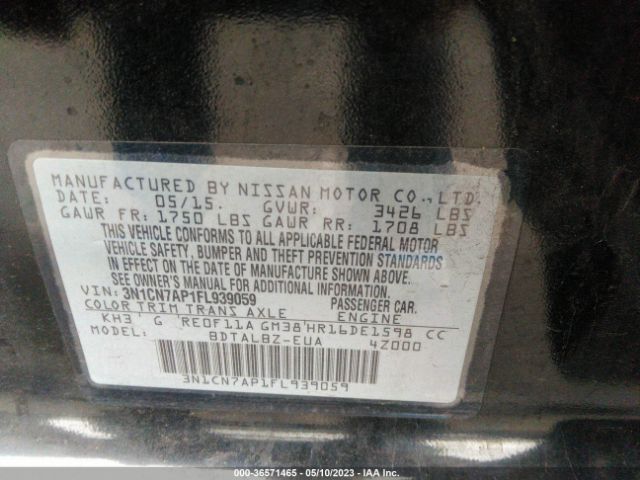 MANUFACTURED BY NISSAN MOTOR CO., LTD.
DATE: 05/15. GVWR: 3426 LBS
GAWR FR: 1750 LBS GAWR RR: 1708 LBS
THIS VEHICLE CONFORMS TO ALL APPLICABLE FEDERAL MOTOR
VEHICLE SAFETY, BUMPER AND THEFT PREVENTION STANDARDS
IN EFFECT ON THE DATE OF MANUFACTURE SHOWN ABOVE.
SEE OWNER'S MANUAL FOR ADDITIONAL INFORMATION
VIN: 3N1CN7AP1FL939059 PASSENGER CAR.
COLOR TRIM TRANS AXLE ENGINE
KH3 G RE0F11A GM38 HR16DE1598 CC
MODEL: BDTALBZ-EUA 4Z000
3N1CN7AP1FL939059
000-36571465 - 05/10/2023 - IAA Inc.